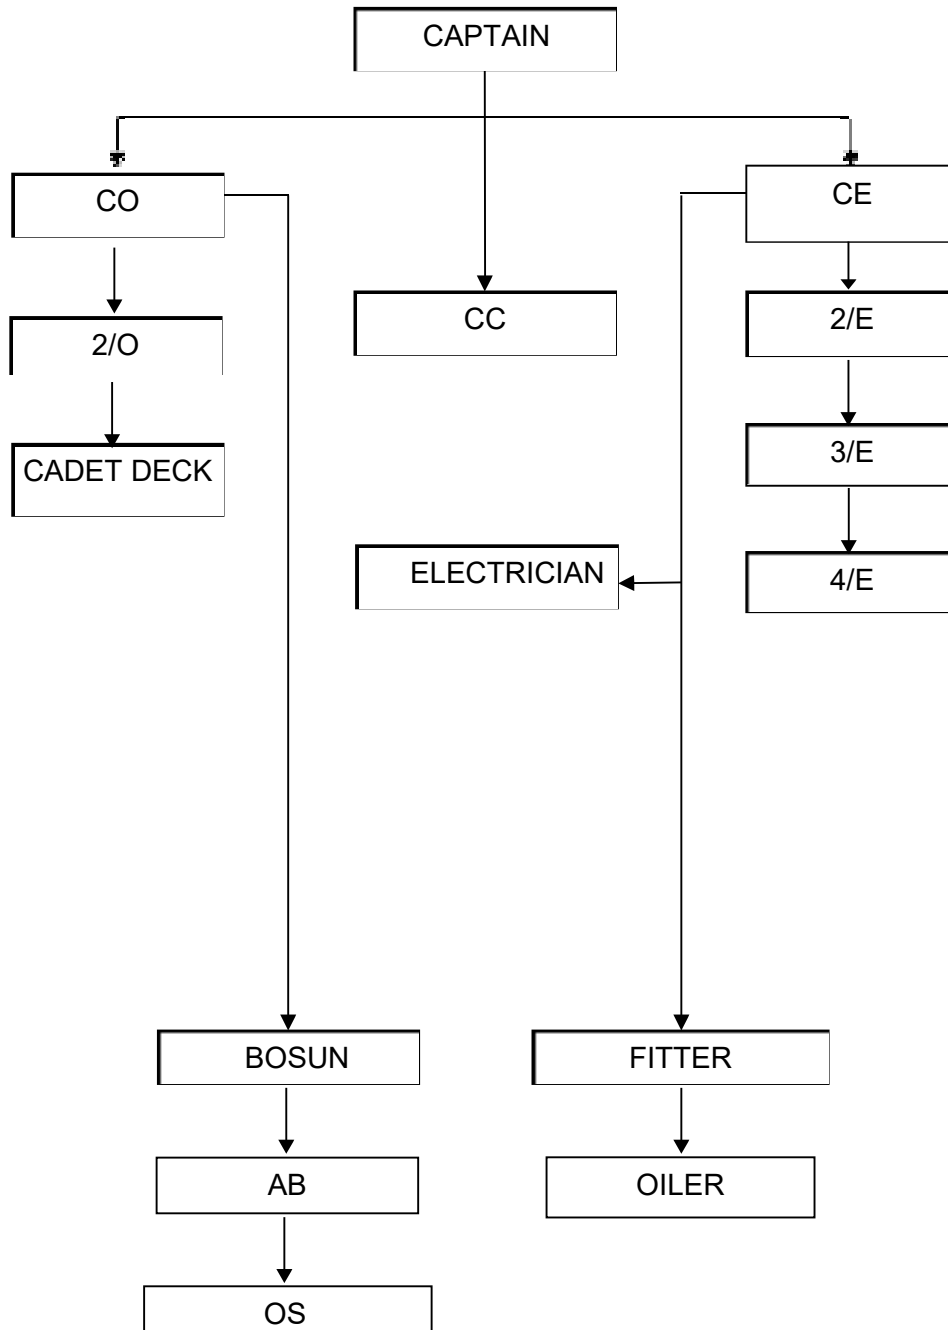 CAPTAIN
CO
CE
CC
2/E
2/O
3/E
CADET DECK
ELECTRICIAN
4/E
BOSUN
FITTER
AB
OILER
OS